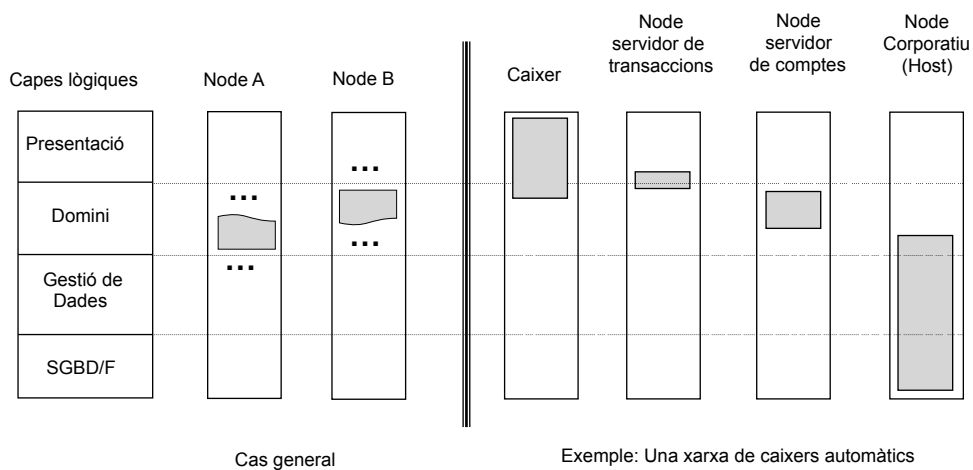 Capes lògiques
Node A
Node B
Caixer
Node
servidor de
transaccions
Node
servidor
de comptes
Node
Corporatiu
(Host)
Presentació
Domini
Gestió de
Dades
SGBD/F
...
...
...
...
Cas general
Exemple: Una xarxa de caixers automàtics